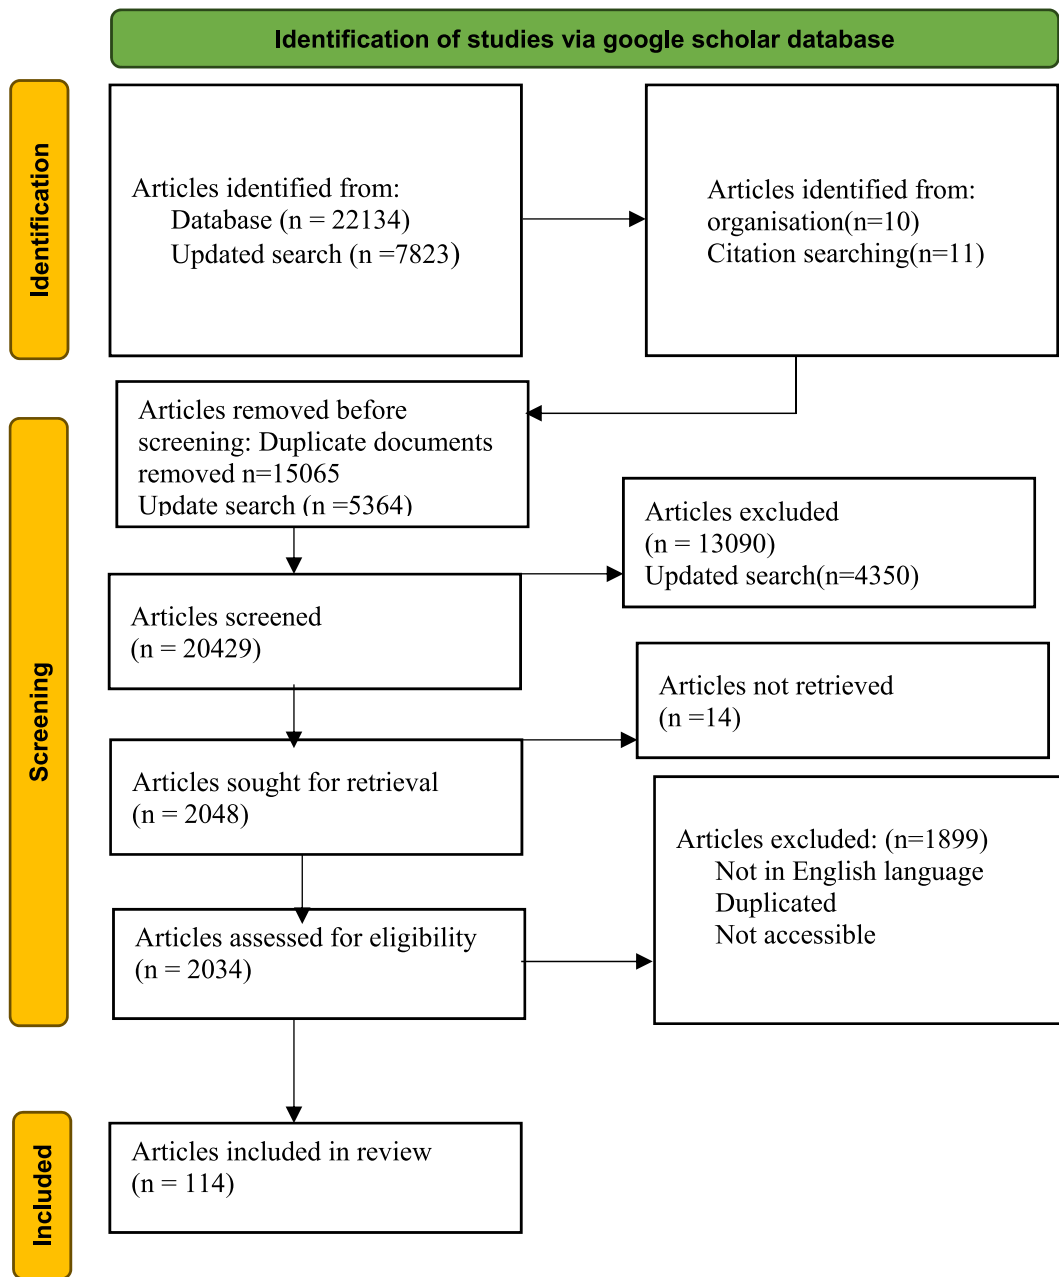 Identification of studies via google scholar database
Identification
Articles identified from:
Database (n = 22134)
Updated search (n =7823)
Articles identified from:
organisation(n=10)
Citation searching(n=11)
Screening
Articles removed before
screening: Duplicate documents
removed n=15065
Update search (n =5364)
Articles excluded
(n = 13090)
Updated search(n=4350)
Articles screened
(n = 20429)
Articles not retrieved
(n =14)
Articles sought for retrieval
(n = 2048)
Articles excluded: (n=1899)
Not in English language
Duplicated
Not accessible
Articles assessed for eligibility
(n = 2034)
Included
Articles included in review
(n = 114)